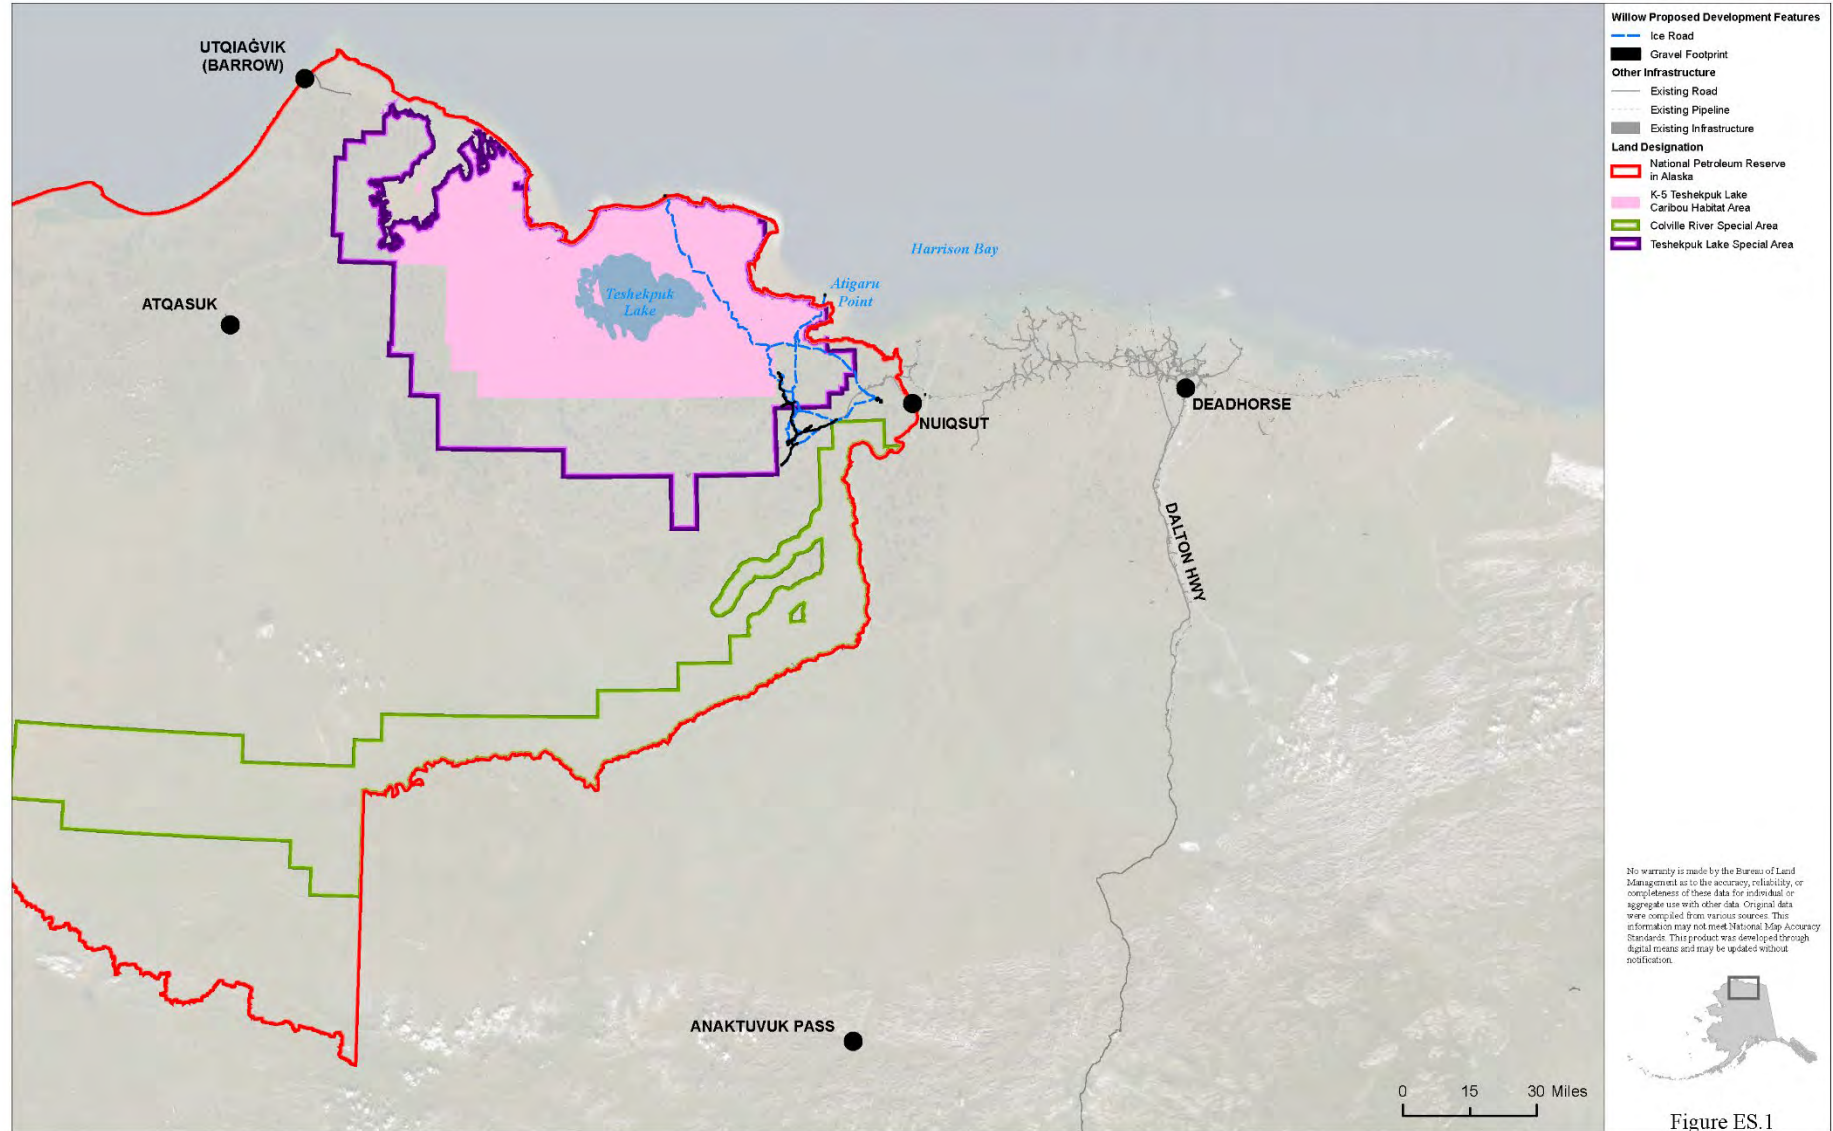 UTQIAĠVIK
(BARROW)
ATQASUK
Teshekpuk
Lake
Harrison Bay
Atigaru
Point
NUIQSUT
DEADHORSE
DALTON HWY
ANAKTUVUK PASS
0 15 30 Miles
Willow Proposed Development Features
Ice Road
Gravel Footprint
Other Infrastructure
Existing Road
Existing Pipeline
Existing Infrastructure
Land Designation
National Petroleum Reserve
in Alaska
K-5 Teshekpuk Lake
Caribou Habitat Area
Colville River Special Area
Teshekpuk Lake Special Area
No warranty is made by the Bureau of Land
Management as to the accuracy, reliability, or
completeness of these data for individual or
aggregate use with other data. Original data
were compiled from various sources. This
information may not meet National Map Accuracy
Standards. This product was developed through
digital means and may be updated without
notification.
Figure ES.1